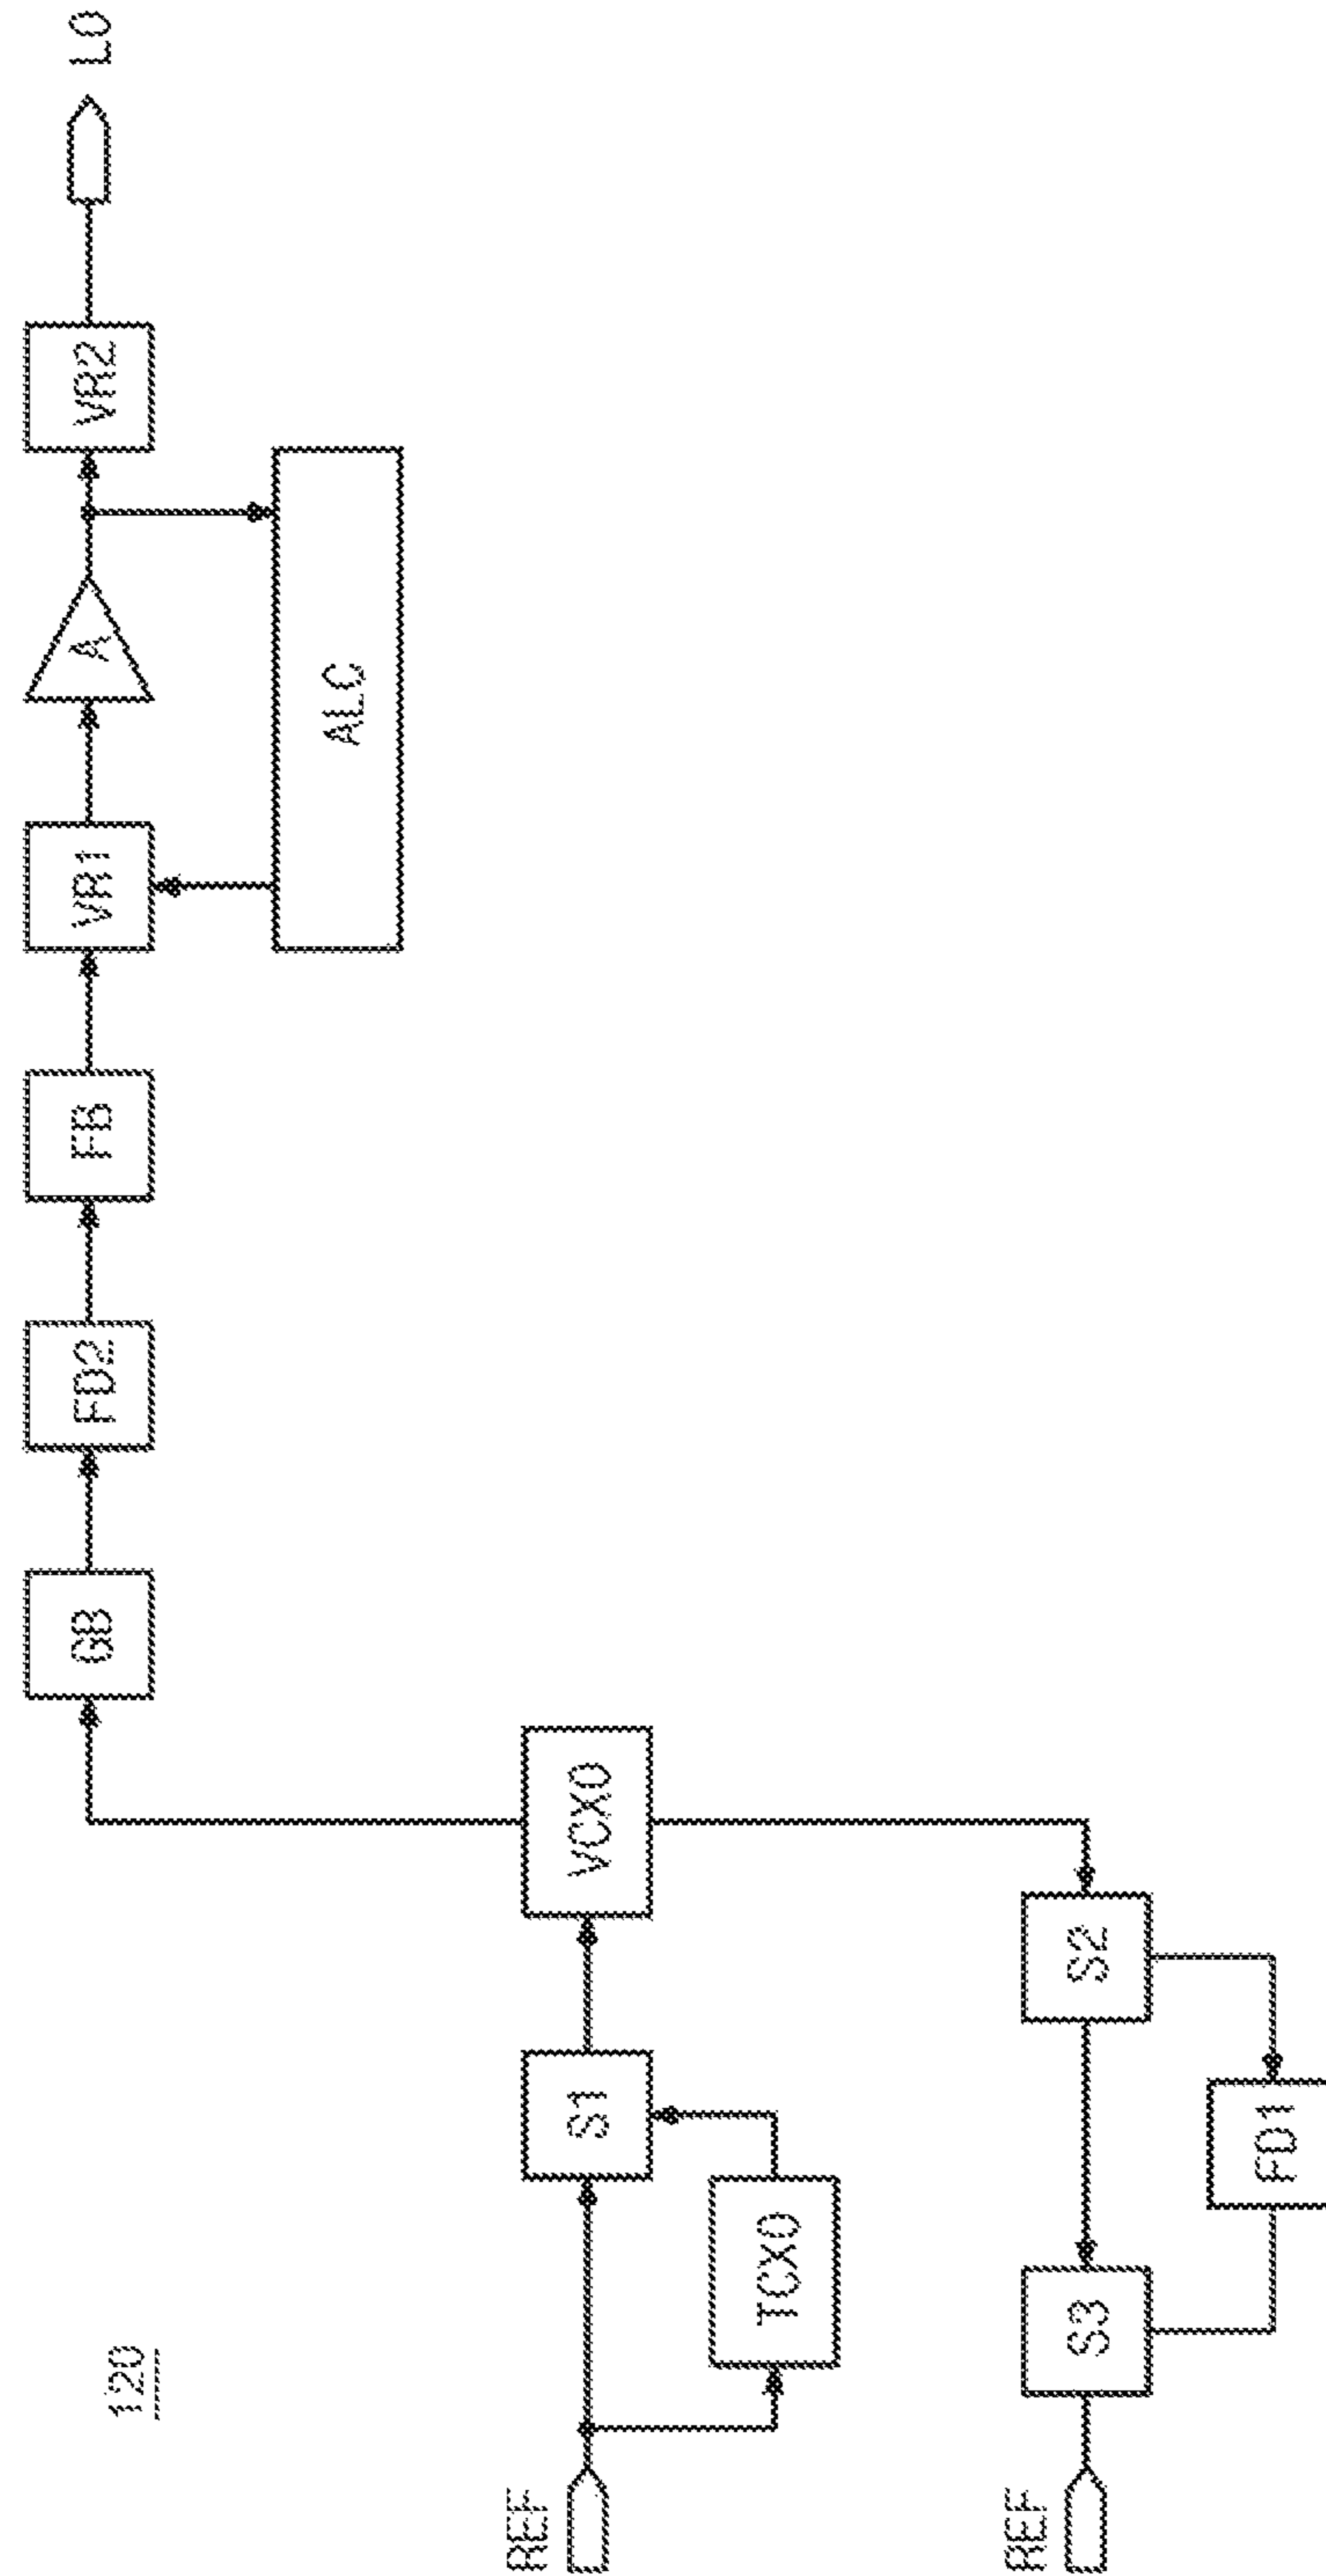 120
REF
TCXO
S1
VCXO
REF
S3
S2
FD1
GB
FD2
FB
VR1
A
ALC
VR2
LO